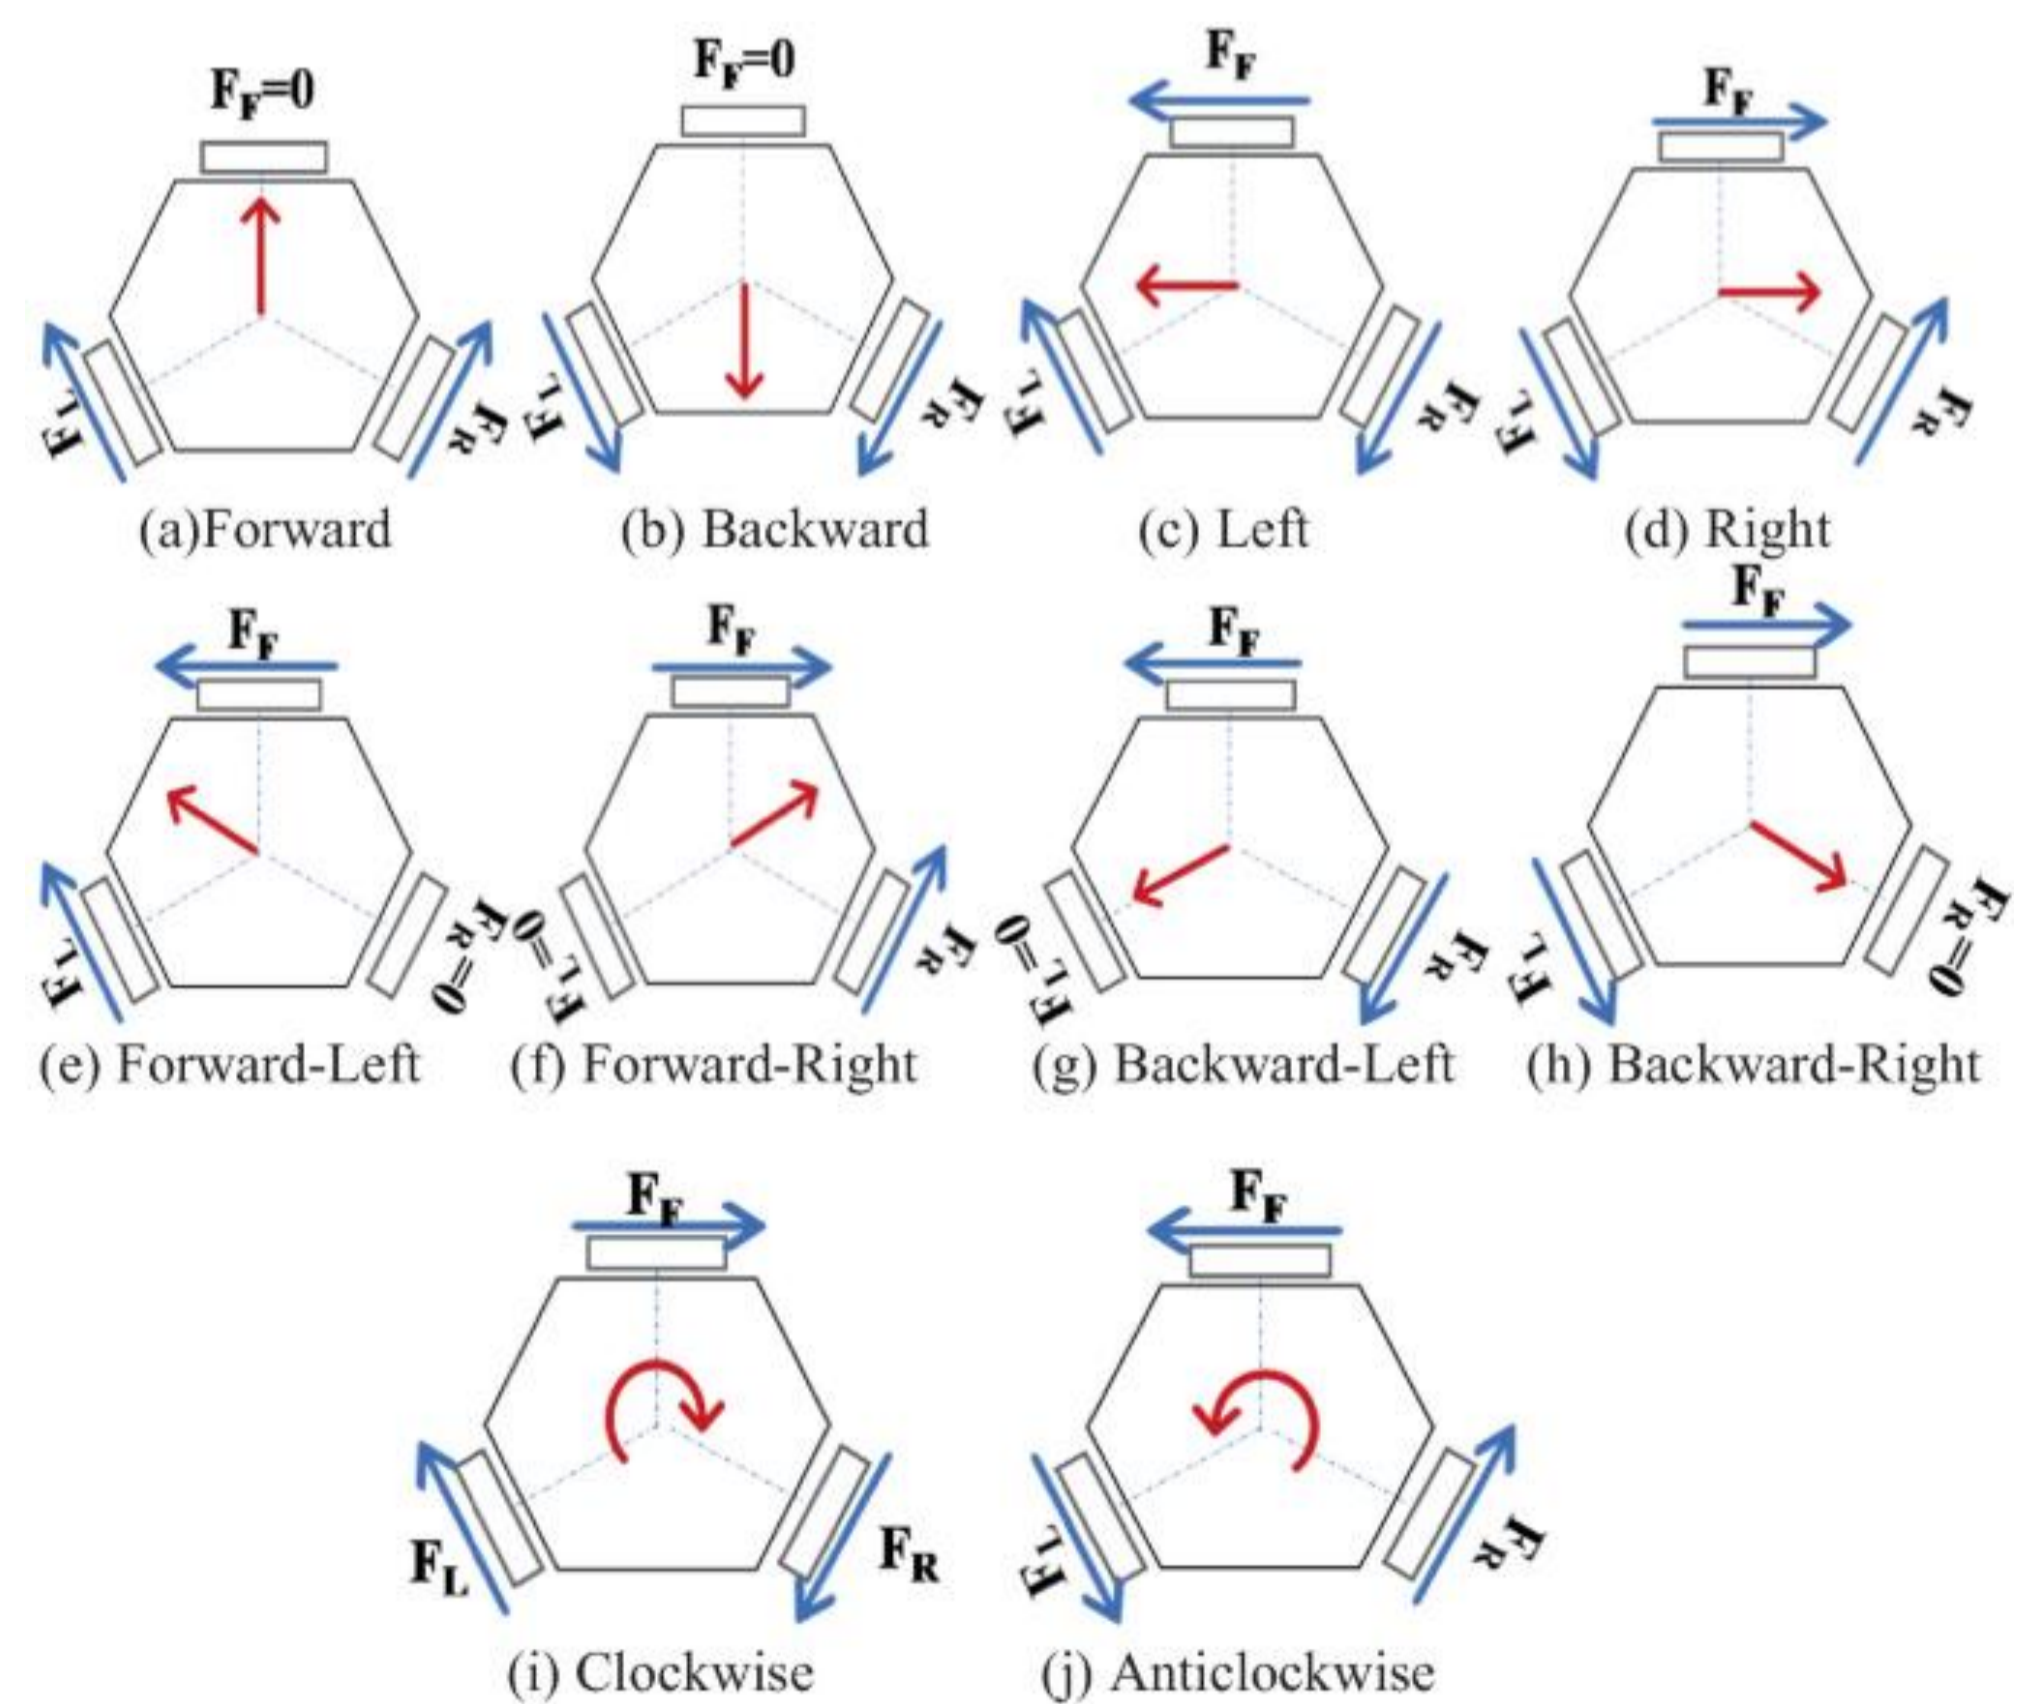 F_F=0 F_F=0 F_F F_F
F_L F_R F_L F_R F_L F_R F_L F_R
(a)Forward (b) Backward (c) Left (d) Right
F_F F_F F_F F_F
F_L F_R=0 F_L=0 F_R F_L=0 F_R F_L F_R=0
(e) Forward-Left (f) Forward-Right (g) Backward-Left (h) Backward-Right
F_F F_F
F_L F_R F_L F_R
(i) Clockwise (j) Anticlockwise